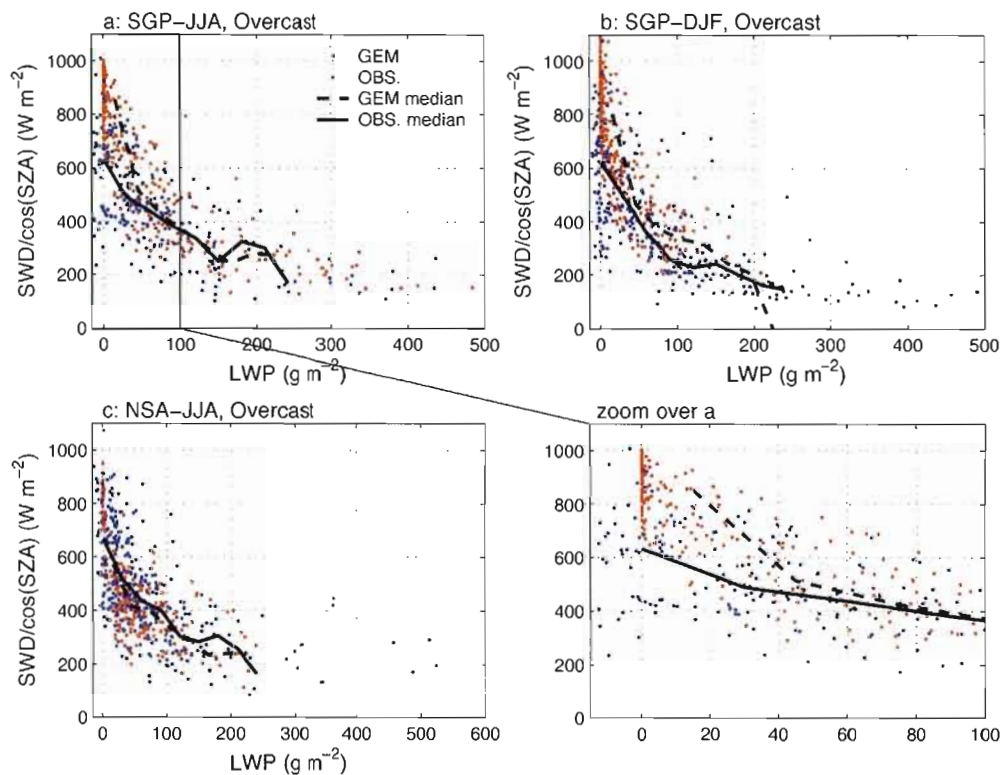 a: SGP–JJA, Overcast
1000
800
600
400
200
0
SWD/cos(SZA) (W m⁻²)
GEM
OBS.
GEM median
OBS. median
0 100 200 300 400 500
LWP (g m⁻²)
b: SGP–DJF, Overcast
1000
800
600
400
200
0
SWD/cos(SZA) (W m⁻²)
0 100 200 300 400 500
LWP (g m⁻²)
c: NSA–JJA, Overcast
1000
800
600
400
200
0
SWD/cos(SZA) (W m⁻²)
0 100 200 300 400 500 600
LWP (g m⁻²)
zoom over a
1000
800
600
400
200
0
0 20 40 60 80 100